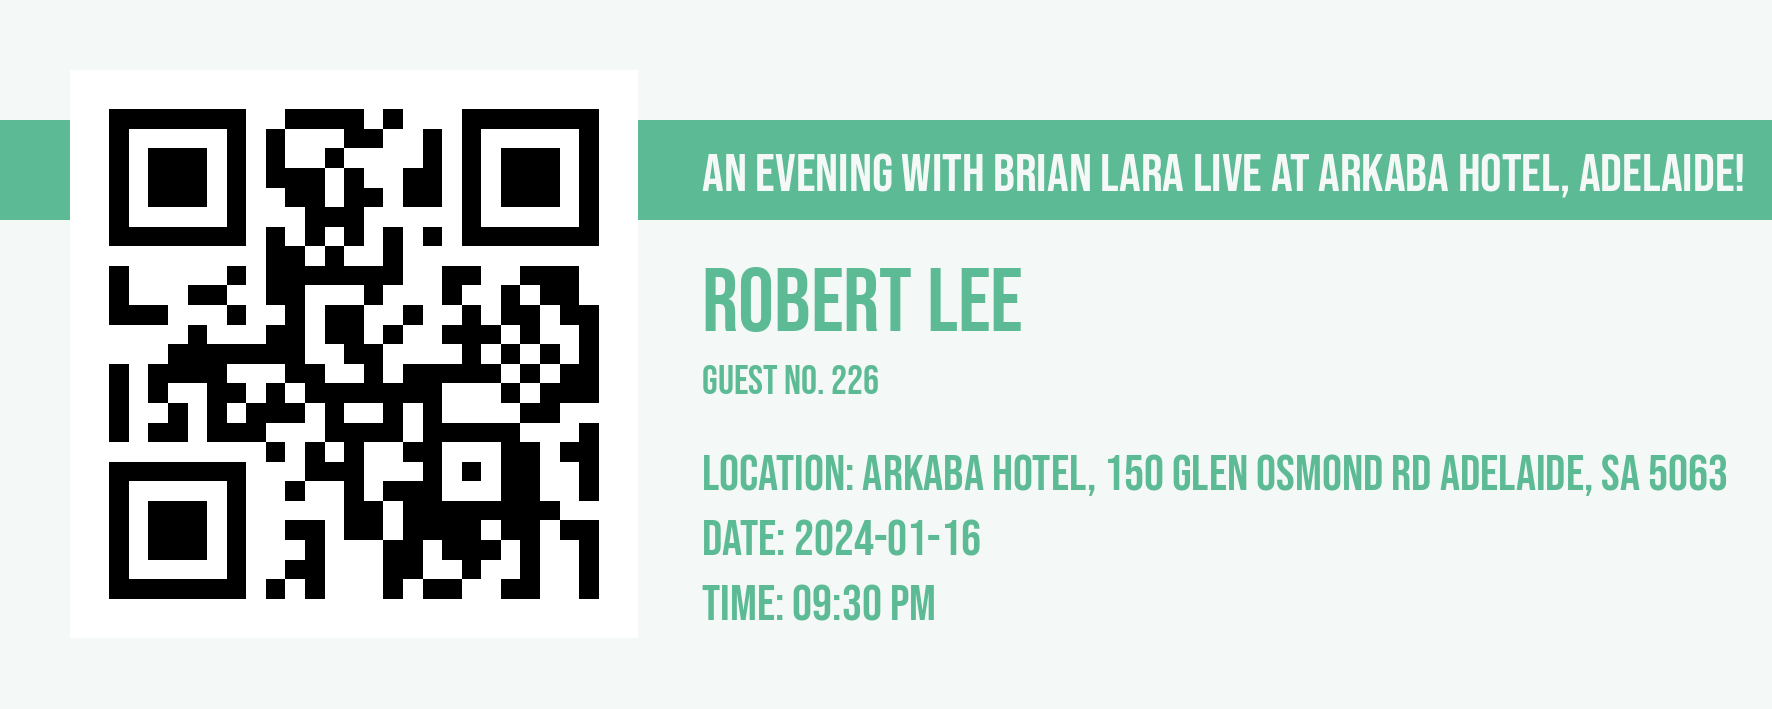 AN EVENING WITH BRIAN LARA LIVE AT ARKABA HOTEL, ADELAIDE!
ROBERT LEE
GUEST NO. 226
LOCATION: ARKABA HOTEL, 150 GLEN OSMOND RD ADELAIDE, SA 5063
DATE: 2024-01-16
TIME: 09:30 PM